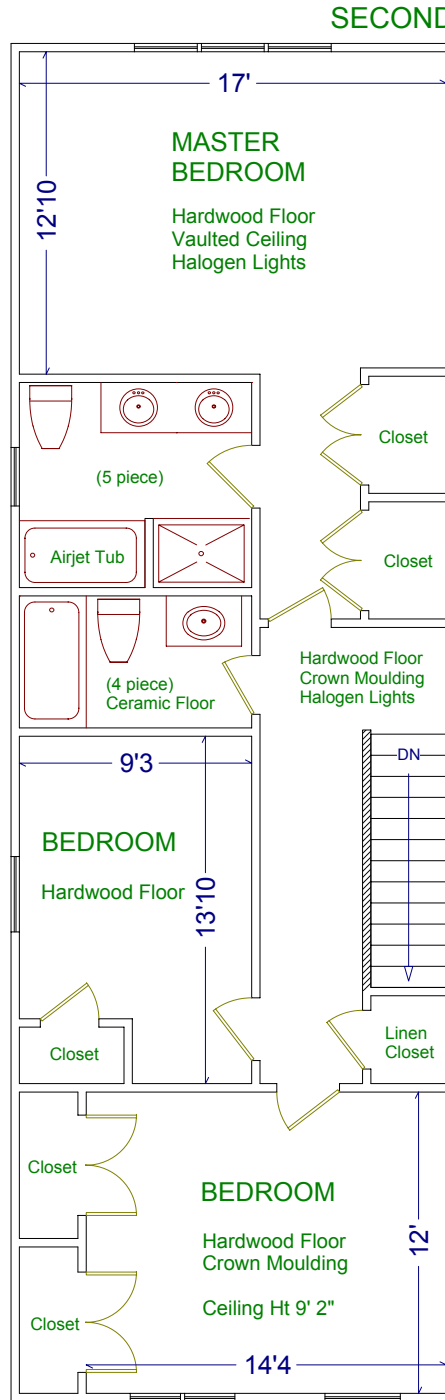 SECOND
17'
12'10
MASTER
BEDROOM
Hardwood Floor
Vaulted Ceiling
Halogen Lights
Closet
(5 piece)
Airjet Tub
Closet
(4 piece)
Ceramic Floor
Hardwood Floor
Crown Moulding
Halogen Lights
DN
9'3
BEDROOM
Hardwood Floor
13'10
Closet
Linen
Closet
Closet
BEDROOM
Hardwood Floor
Crown Moulding
Ceiling Ht 9' 2"
12'
Closet
14'4